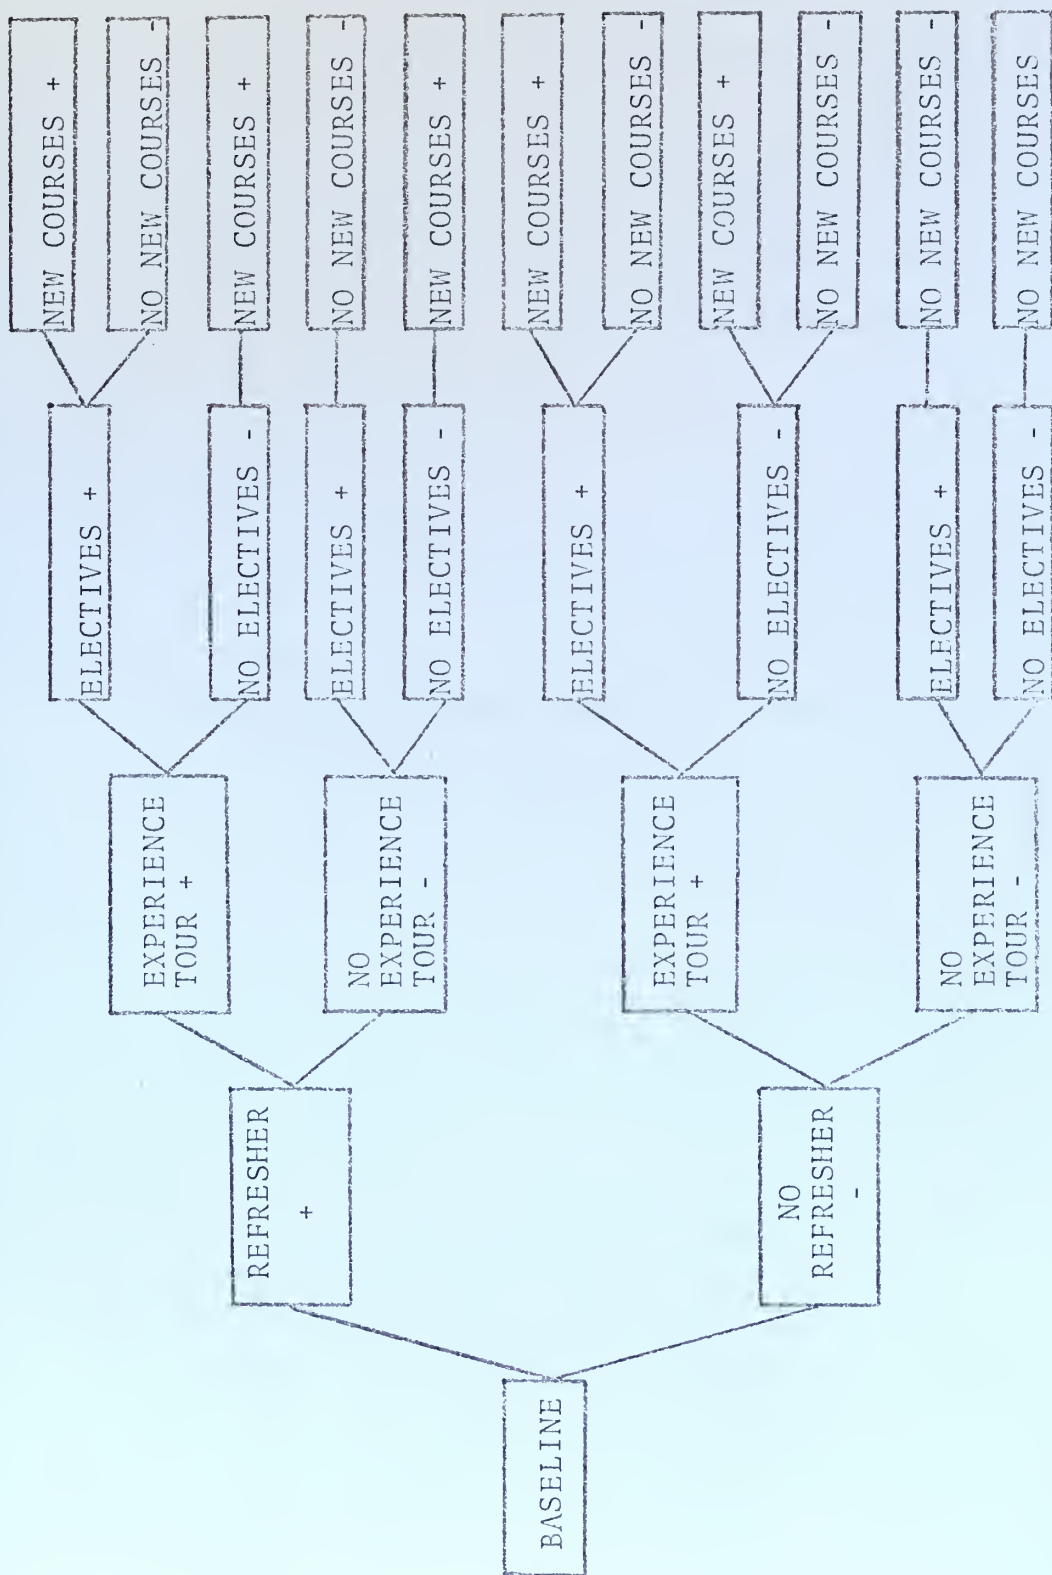 BASELINE
REFRESHER
+
NO
REFRESHER
-
EXPERIENCE
TOUR +
NO
EXPERIENCE
TOUR -
EXPERIENCE
TOUR +
NO
EXPERIENCE
TOUR -
ELECTIVES +
NO ELECTIVES -
ELECTIVES +
NO ELECTIVES -
ELECTIVES +
NO ELECTIVES -
ELECTIVES +
NO ELECTIVES -
NEW COURSES +
NO NEW COURSES -
NEW COURSES +
NO NEW COURSES -
NEW COURSES +
NEW COURSES +
NO NEW COURSES -
NEW COURSES +
NO NEW COURSES -
NO NEW COURSES -
NO NEW COURSES -